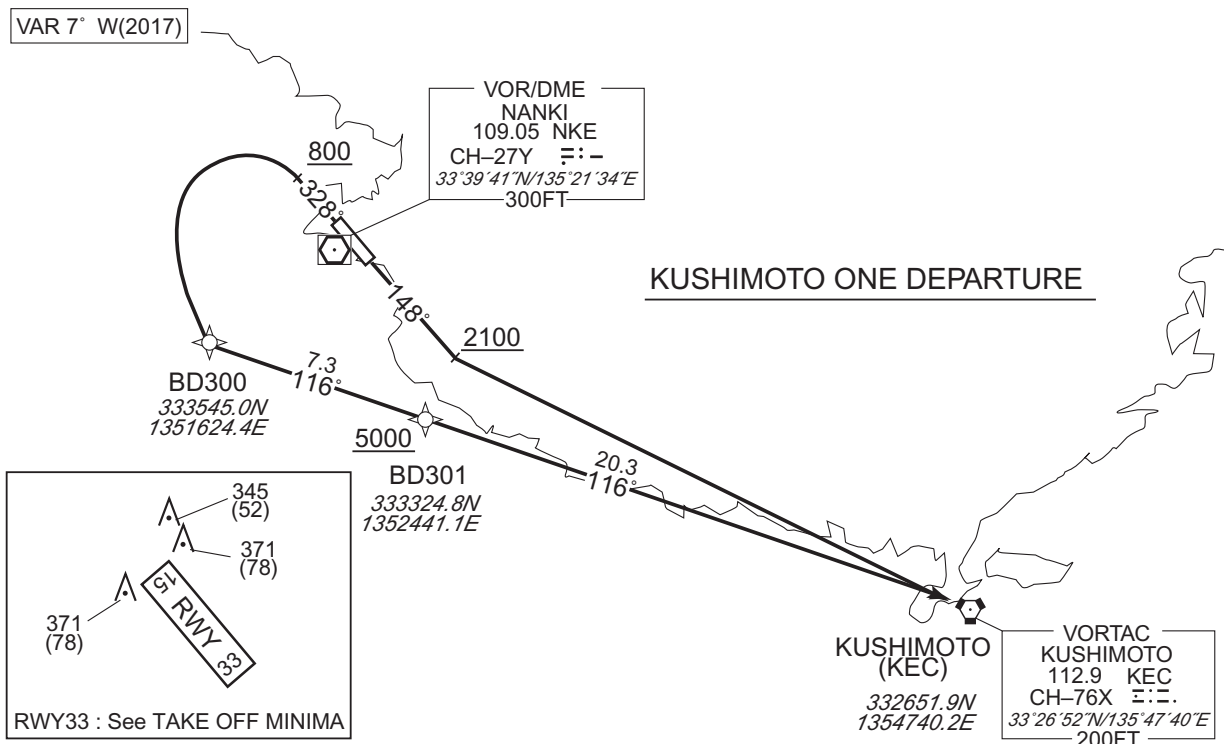 VAR 7° W(2017)
VOR/DME
NANKI
109.05 NKE
CH–27Y
33°39´41˝N/135°21´34˝E
300FT
800
328°
KUSHIMOTO ONE DEPARTURE
148°
2100
7.3
116°
BD300
333545.0N
1351624.4E
5000
BD301
333324.8N
1352441.1E
20.3
116°
345
(52)
371
(78)
371
(78)
15 RWY 33
RWY33 : See TAKE OFF MINIMA
KUSHIMOTO
(KEC)
332651.9N
1354740.2E
VORTAC
KUSHIMOTO
112.9 KEC
CH–76X
33°26´52˝N/135°47´40˝E
200FT